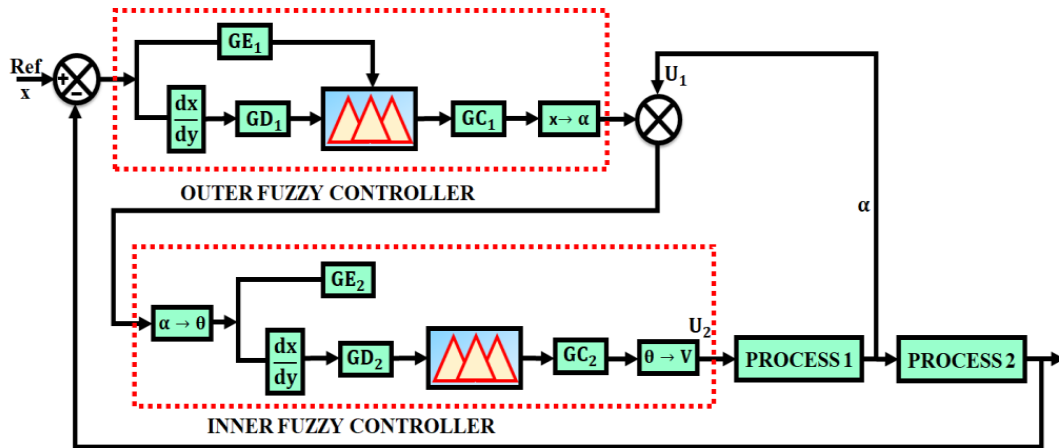 Ref
x
+
−
GE₁
dx
dy
GD₁
GC₁
x→ α
U₁
OUTER FUZZY CONTROLLER
α
α → θ
GE₂
dx
dy
GD₂
GC₂
θ → V
U₂
PROCESS 1
PROCESS 2
INNER FUZZY CONTROLLER